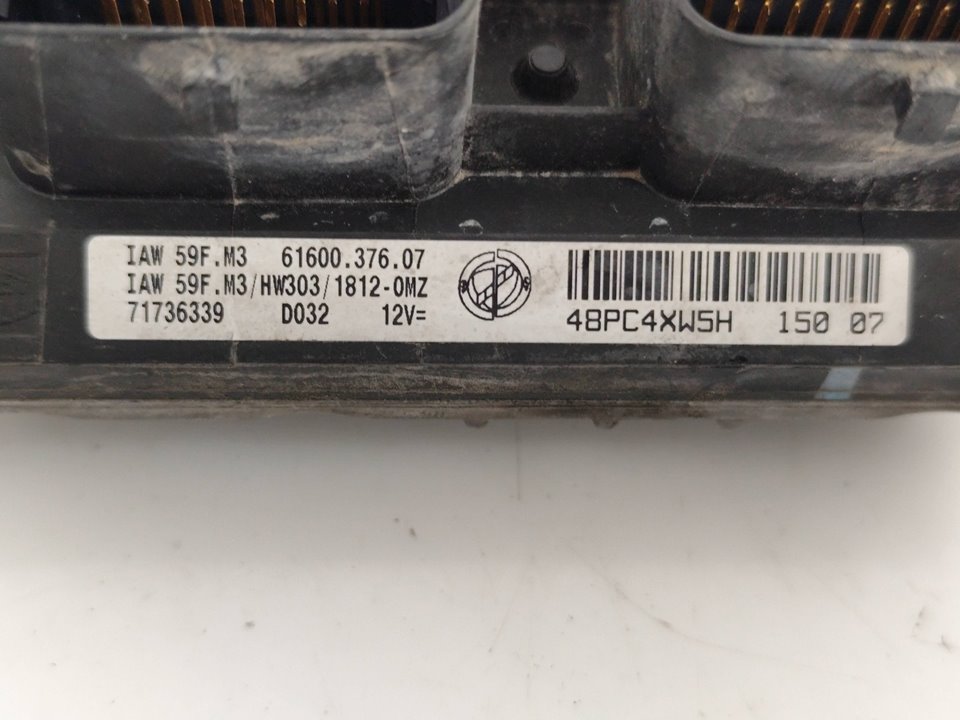 IAW 59F.M3 61600.376.07
IAW 59F.M3/HW303/1812-0MZ
71736339 D032 12V=
48PC4XW5H 150 07